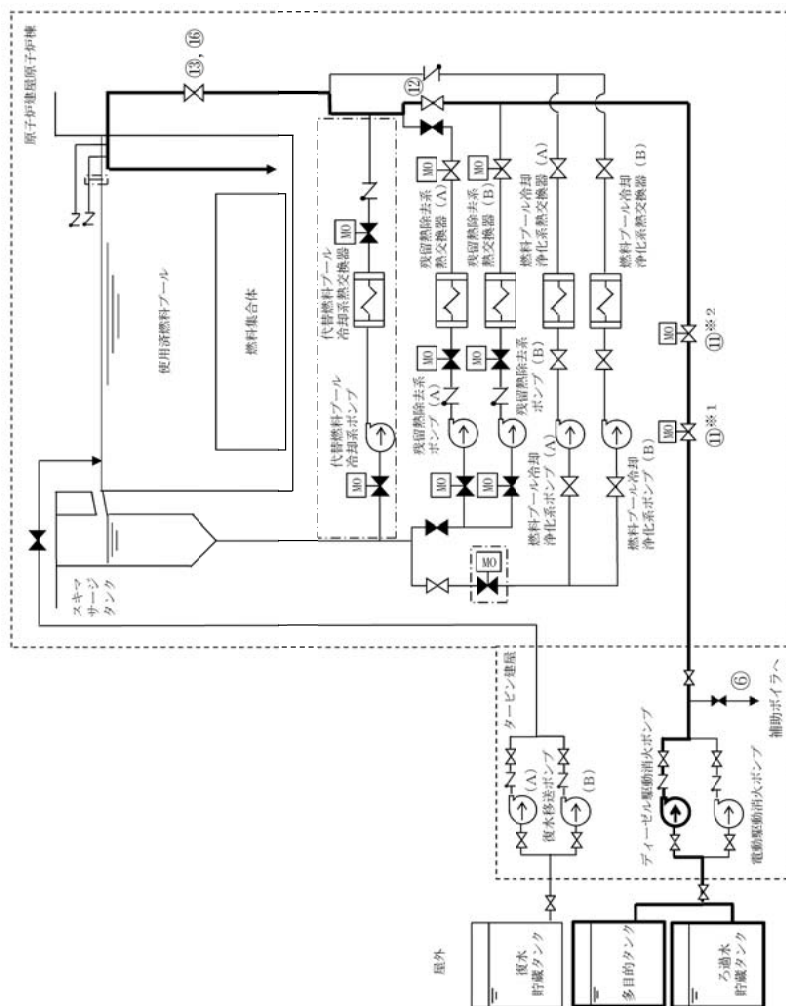 原子炉建屋原子炉棟
⑬, ⑯
使用済燃料プール
燃料集合体
スキマ
サージ
タンク
代替燃料プール
冷却系熱交換器
MO
代替燃料プール
冷却系ポンプ
MO
⑫
MO
残留熱除去系
熱交換器 (A)
MO
残留熱除去系
ポンプ (A)
MO
MO
残留熱除去系
熱交換器 (B)
MO
残留熱除去系
ポンプ (B)
MO
燃料プール冷却
浄化系熱交換器 (A)
燃料プール冷却
浄化系ポンプ (A)
燃料プール冷却
浄化系熱交換器 (B)
燃料プール冷却
浄化系ポンプ (B)
MO
MO
⑪※2
MO
⑪※1
タービン建屋
(A)
復水移送ポンプ
(B)
ディーゼル駆動消火ポンプ
電動駆動消火ポンプ
⑥
補助ボイラへ
屋外
復水
貯蔵タンク
多目的タンク
ろ過水
貯蔵タンク